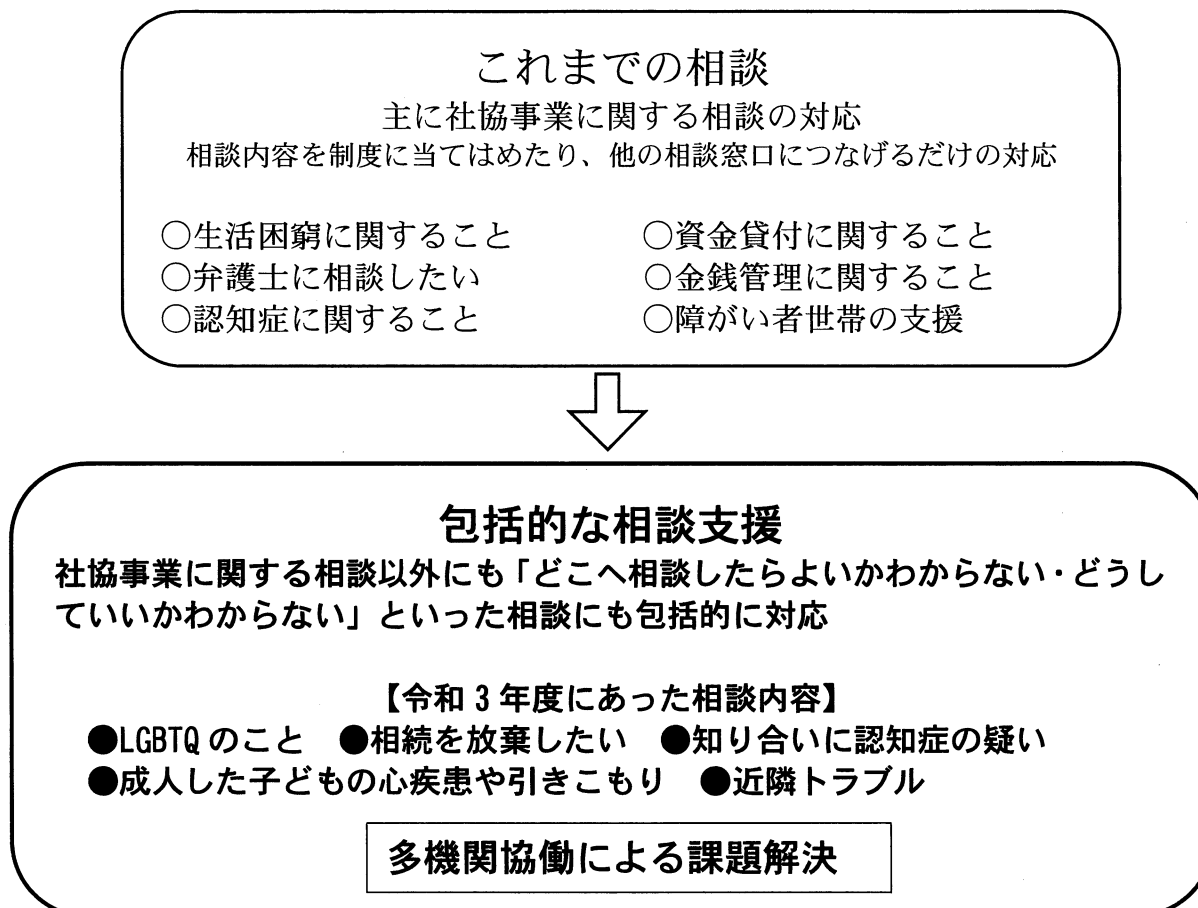 これまでの相談
主に社協事業に関する相談の対応
相談内容を制度に当てはめたり、他の相談窓口につなげるだけの対応
○生活困窮に関すること ○資金貸付に関すること
○弁護士に相談したい ○金銭管理に関すること
○認知症に関すること ○障がい者世帯の支援
包括的な相談支援
社協事業に関する相談以外にも「どこへ相談したらよいかわからない・どうし
ていいかわからない」といった相談にも包括的に対応
【令和3年度にあった相談内容】
●LGBTQのこと ●相続を放棄したい ●知り合いに認知症の疑い
●成人した子どもの心疾患や引きこもり ●近隣トラブル
多機関協働による課題解決